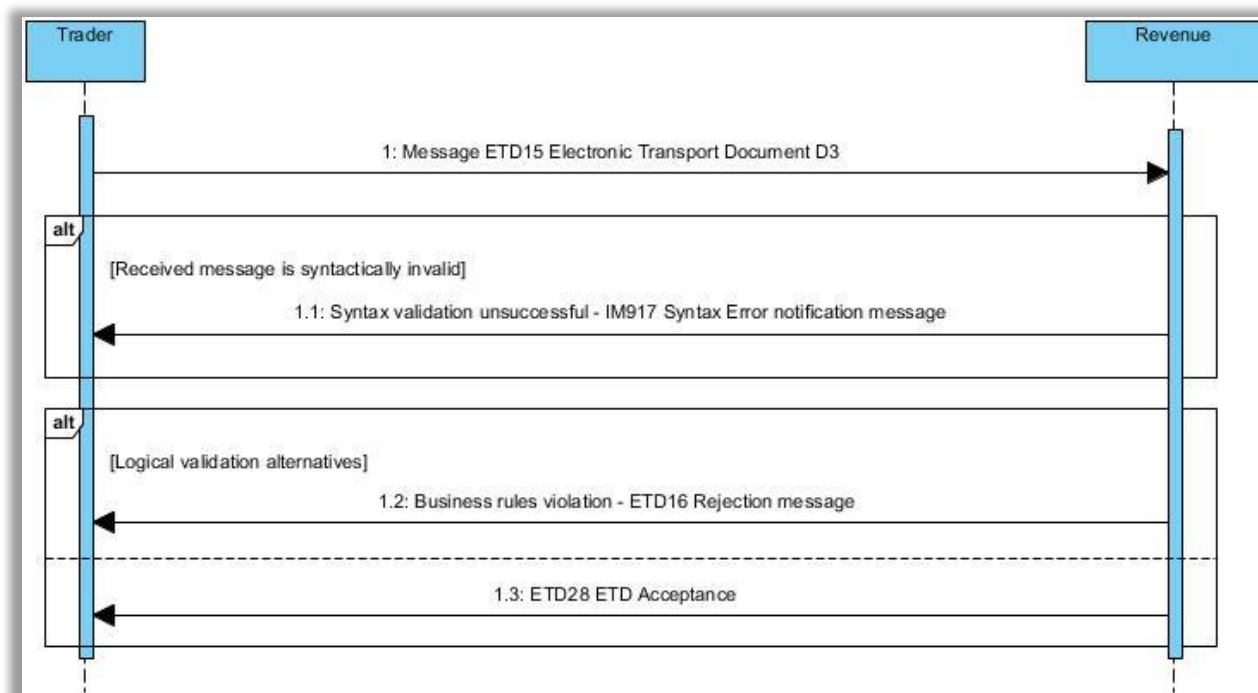 Trader
Revenue
1: Message ETD15 Electronic Transport Document D3
alt
[Received message is syntactically invalid]
1.1: Syntax validation unsuccessful - IM917 Syntax Error notification message
alt
[Logical validation alternatives]
1.2: Business rules violation - ETD16 Rejection message
1.3: ETD28 ETD Acceptance